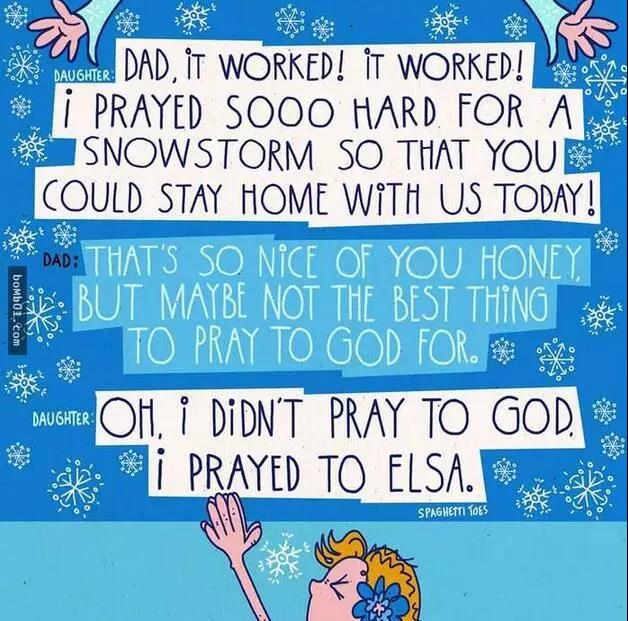 DAUGHTER: DAD, iT WORKED! iT WORKED!
i PRAYED SOOO HARD FOR A
SNOWSTORM SO THAT YOU
COULD STAY HOME WiTH US TODAY!
DAD: THAT'S SO NiCE OF YOU HONEY,
BUT MAYBE NOT THE BEST THiNG
TO PRAY TO GOD FOR.
DAUGHTER: OH, i DiDN'T PRAY TO GOD.
i PRAYED TO ELSA.
SPAGHETTi TOES
bomb01.com